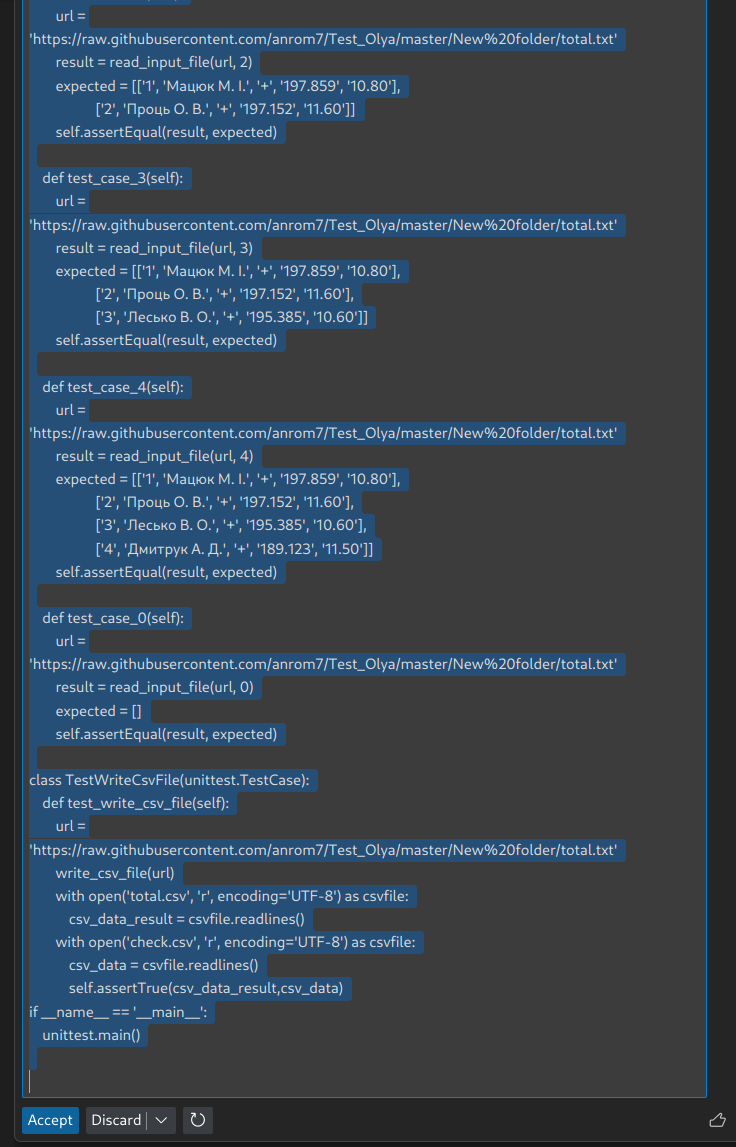 url =
'https://raw.githubusercontent.com/anrom7/Test_Olya/master/New%20folder/total.txt'
result = read_input_file(url, 2)
expected = [['1', 'Мацюк М. І.', '+', '197.859', '10.80'],
['2', 'Проць О. В.', '+', '197.152', '11.60']]
self.assertEqual(result, expected)
def test_case_3(self):
url =
'https://raw.githubusercontent.com/anrom7/Test_Olya/master/New%20folder/total.txt'
result = read_input_file(url, 3)
expected = [['1', 'Мацюк М. І.', '+', '197.859', '10.80'],
['2', 'Проць О. В.', '+', '197.152', '11.60'],
['3', 'Лесько В. О.', '+', '195.385', '10.60']]
self.assertEqual(result, expected)
def test_case_4(self):
url =
'https://raw.githubusercontent.com/anrom7/Test_Olya/master/New%20folder/total.txt'
result = read_input_file(url, 4)
expected = [['1', 'Мацюк М. І.', '+', '197.859', '10.80'],
['2', 'Проць О. В.', '+', '197.152', '11.60'],
['3', 'Лесько В. О.', '+', '195.385', '10.60'],
['4', 'Дмитрук А. Д.', '+', '189.123', '11.50']]
self.assertEqual(result, expected)
def test_case_0(self):
url =
'https://raw.githubusercontent.com/anrom7/Test_Olya/master/New%20folder/total.txt'
result = read_input_file(url, 0)
expected = []
self.assertEqual(result, expected)
class TestWriteCsvFile(unittest.TestCase):
def test_write_csv_file(self):
url =
'https://raw.githubusercontent.com/anrom7/Test_Olya/master/New%20folder/total.txt'
write_csv_file(url)
with open('total.csv', 'r', encoding='UTF-8') as csvfile:
csv_data_result = csvfile.readlines()
with open('check.csv', 'r', encoding='UTF-8') as csvfile:
csv_data = csvfile.readlines()
self.assertTrue(csv_data_result,csv_data)
if __name__ == '__main__':
unittest.main()
Accept Discard